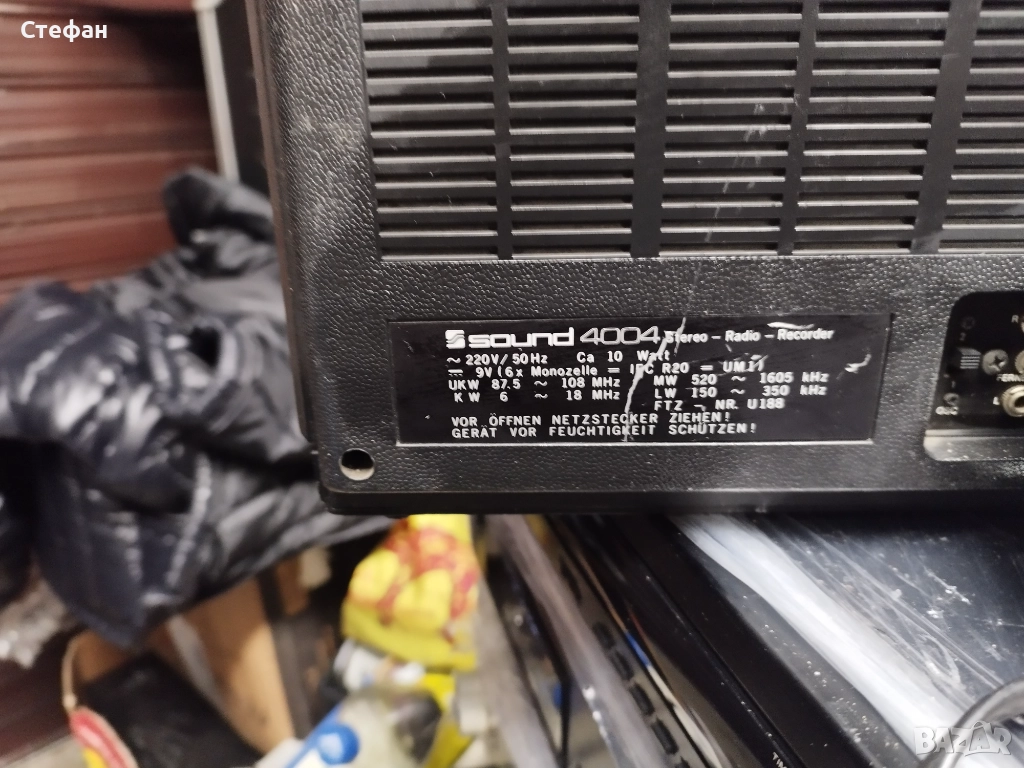 Стефан
sound 4004 Stereo - Radio - Recorder
~ 220V/50Hz Ca 10 Watt
9V (6x Monozelle = IEC R20 = UM1)
UKW 87.5 ~ 108 MHz MW 520 ~ 1605 kHz
KW 6 ~ 18 MHz LW 150 ~ 350 kHz
FTZ - NR. U188
VOR ÖFFNEN NETZSTECKER ZIEHEN!
GERÄT VOR FEUCHTIGKEIT SCHÜTZEN!
R
BAZAR